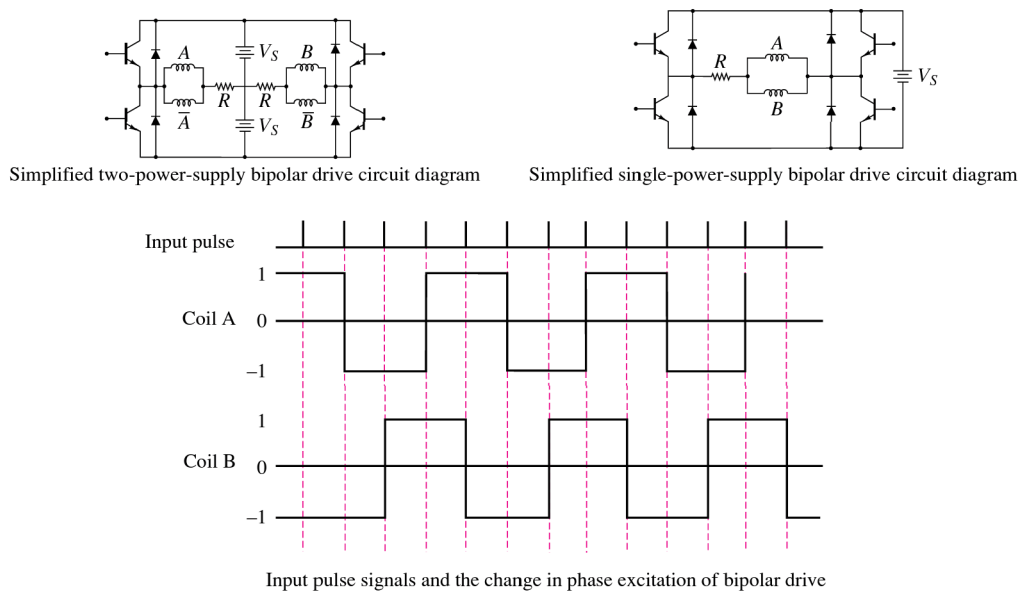 A V_S B
R R
A̅ V_S B̅
Simplified two-power-supply bipolar drive circuit diagram
A
R
V_S
B
Simplified single-power-supply bipolar drive circuit diagram
Input pulse
1
Coil A 0
–1
1
Coil B 0
–1
Input pulse signals and the change in phase excitation of bipolar drive